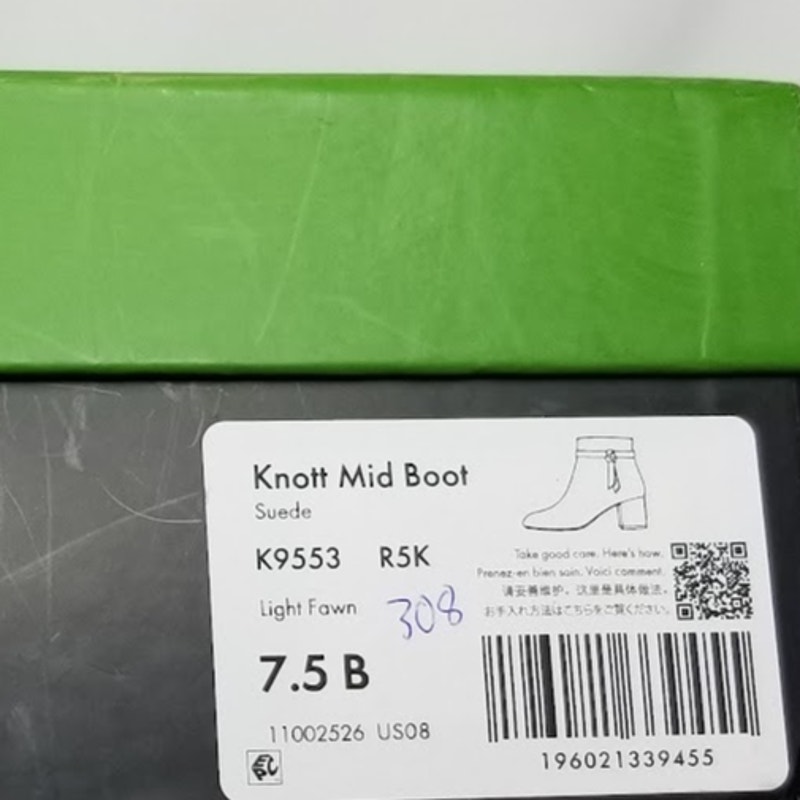 Knott Mid Boot
Suede
K9553 R5K
Light Fawn 308
7.5 B
11002526 US08
Take good care. Here's how.
Prenez-en bien soin. Voici comment.
请妥善维护。这里是具体做法。
お手入れ方法はこちらをご覧ください。
196021339455